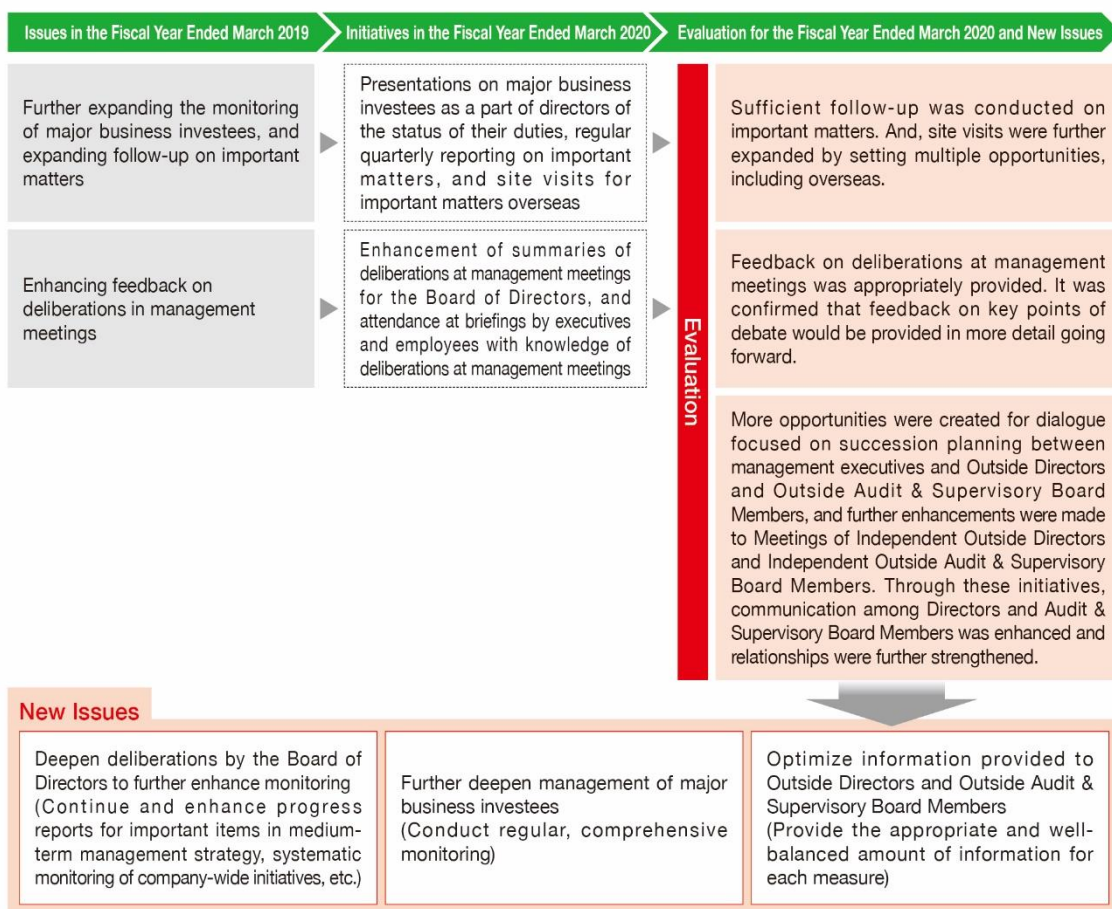 Issues in the Fiscal Year Ended March 2019
Initiatives in the Fiscal Year Ended March 2020
Evaluation for the Fiscal Year Ended March 2020 and New Issues
Further expanding the monitoring
of major business investees, and
expanding follow-up on important
matters
Presentations on major business
investees as a part of directors of
the status of their duties, regular
quarterly reporting on important
matters, and site visits for
important matters overseas
Evaluation
Sufficient follow-up was conducted on
important matters. And, site visits were further
expanded by setting multiple opportunities,
including overseas.
Enhancing feedback on
deliberations in management
meetings
Enhancement of summaries of
deliberations at management meetings
for the Board of Directors, and
attendance at briefings by executives
and employees with knowledge of
deliberations at management meetings
Feedback on deliberations at management
meetings was appropriately provided. It was
confirmed that feedback on key points of
debate would be provided in more detail going
forward.
More opportunities were created for dialogue
focused on succession planning between
management executives and Outside Directors
and Outside Audit & Supervisory Board
Members, and further enhancements were made
to Meetings of Independent Outside Directors
and Independent Outside Audit & Supervisory
Board Members. Through these initiatives,
communication among Directors and Audit &
Supervisory Board Members was enhanced and
relationships were further strengthened.
New Issues
Deepen deliberations by the Board of
Directors to further enhance monitoring
(Continue and enhance progress
reports for important items in medium-
term management strategy, systematic
monitoring of company-wide initiatives, etc.)
Further deepen management of major
business investees
(Conduct regular, comprehensive
monitoring)
Optimize information provided to
Outside Directors and Outside Audit &
Supervisory Board Members
(Provide the appropriate and well-
balanced amount of information for
each measure)